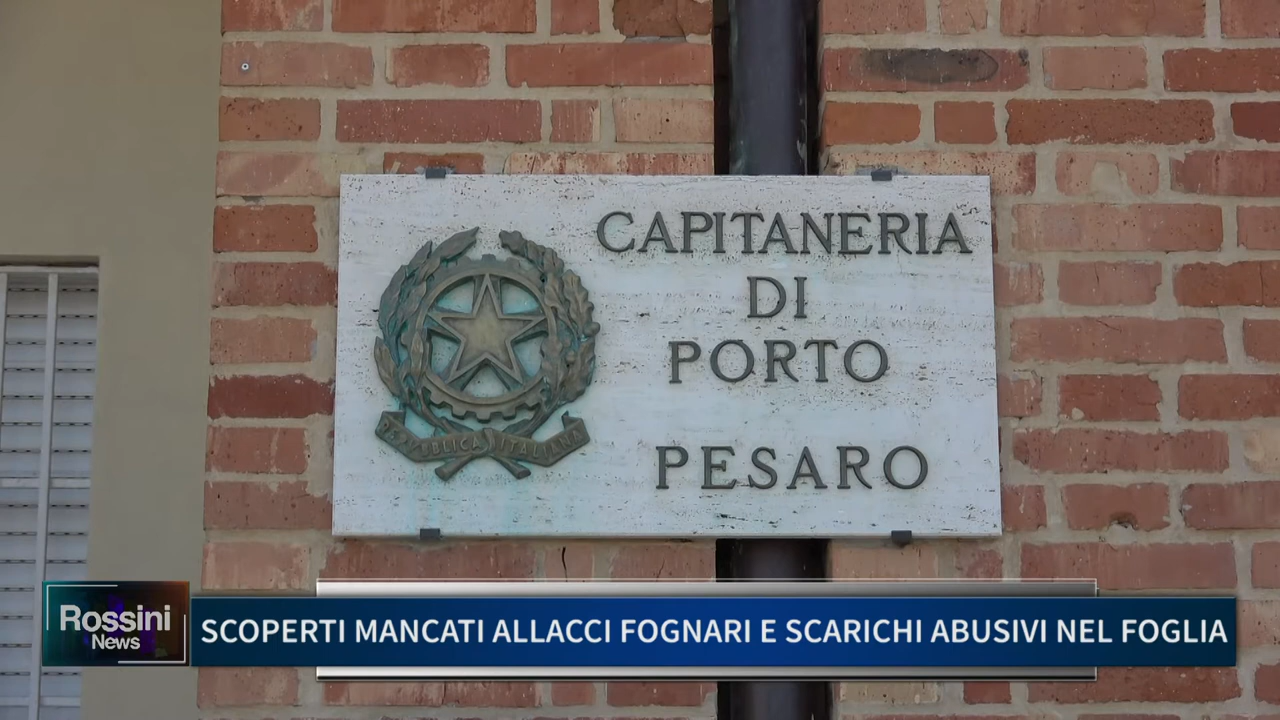 CAPITANERIA
DI
PORTO
PESARO
REPUBBLICA ITALIANA
Rossini
News
SCOPERTI MANCATI ALLACCI FOGNARI E SCARICHI ABUSIVI NEL FOGLIA